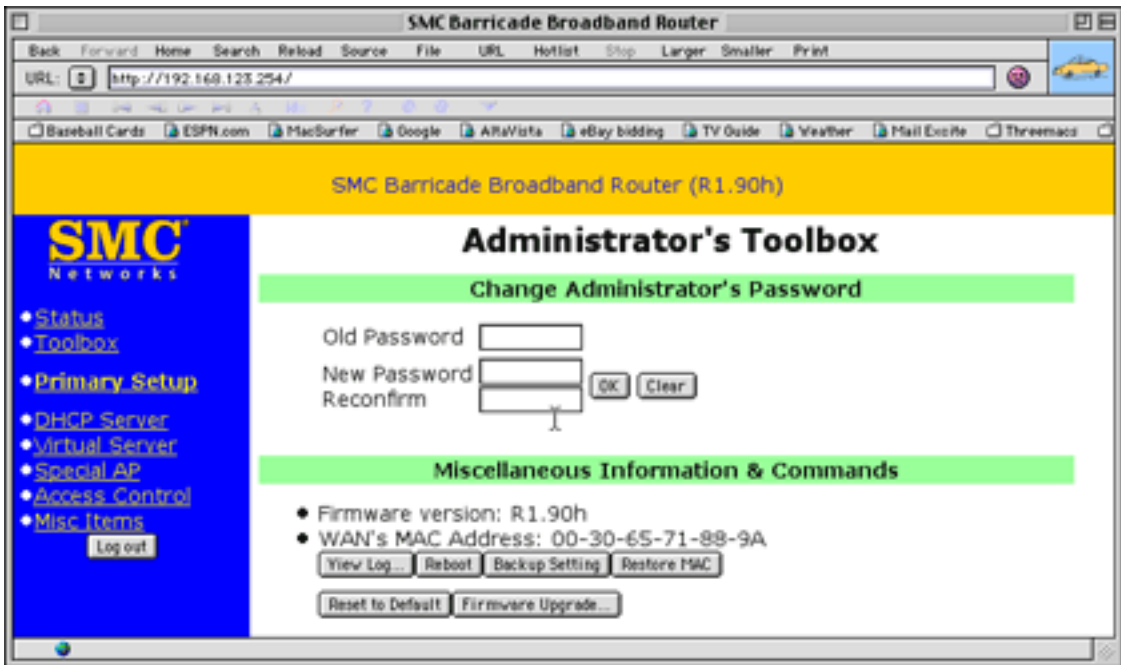 SMC Barricade Broadband Router
Back Forward Home Search Reload Source File URL Hotlist Stop Larger Smaller Print
URL: http://192.168.123.254/
Baseball Cards ESPN.com MacSurfer Google AltaVista eBay bidding TV Guide Weather Mail Excite Threemacs
SMC Barricade Broadband Router (R1.90h)
SMC
Networks
Status
Toolbox
Primary Setup
DHCP Server
Virtual Server
Special AP
Access Control
Misc Items
Log out
Administrator's Toolbox
Change Administrator's Password
Old Password
New Password
Reconfirm
OK Clear
Miscellaneous Information & Commands
Firmware version: R1.90h
WAN's MAC Address: 00-30-65-71-88-9A
View Log... Reboot Backup Setting Restore MAC
Reset to Default Firmware Upgrade...